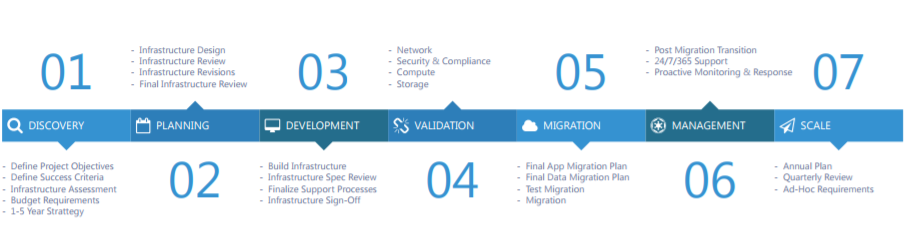 01
- Infrastructure Design
- Infrastructure Review
- Infrastructure Revisions
- Final Infrastructure Review
03
- Network
- Security & Compliance
- Compute
- Storage
05
- Post Migration Transition
- 24/7/365 Support
- Proactive Monitoring & Response
07
DISCOVERY
PLANNING
DEVELOPMENT
VALIDATION
MIGRATION
MANAGEMENT
SCALE
- Define Project Objectives
- Define Success Criteria
- Infrastructure Assessment
- Budget Requirements
- 1-5 Year Strattegy
02
- Build Infrastructure
- Infrastructure Spec Review
- Finalize Support Processes
- Infrastructure Sign-Off
04
- Final App Migration Plan
- Final Data Migration Plan
- Test Migration
- Migration
06
- Annual Plan
- Quarterly Review
- Ad-Hoc Requirements